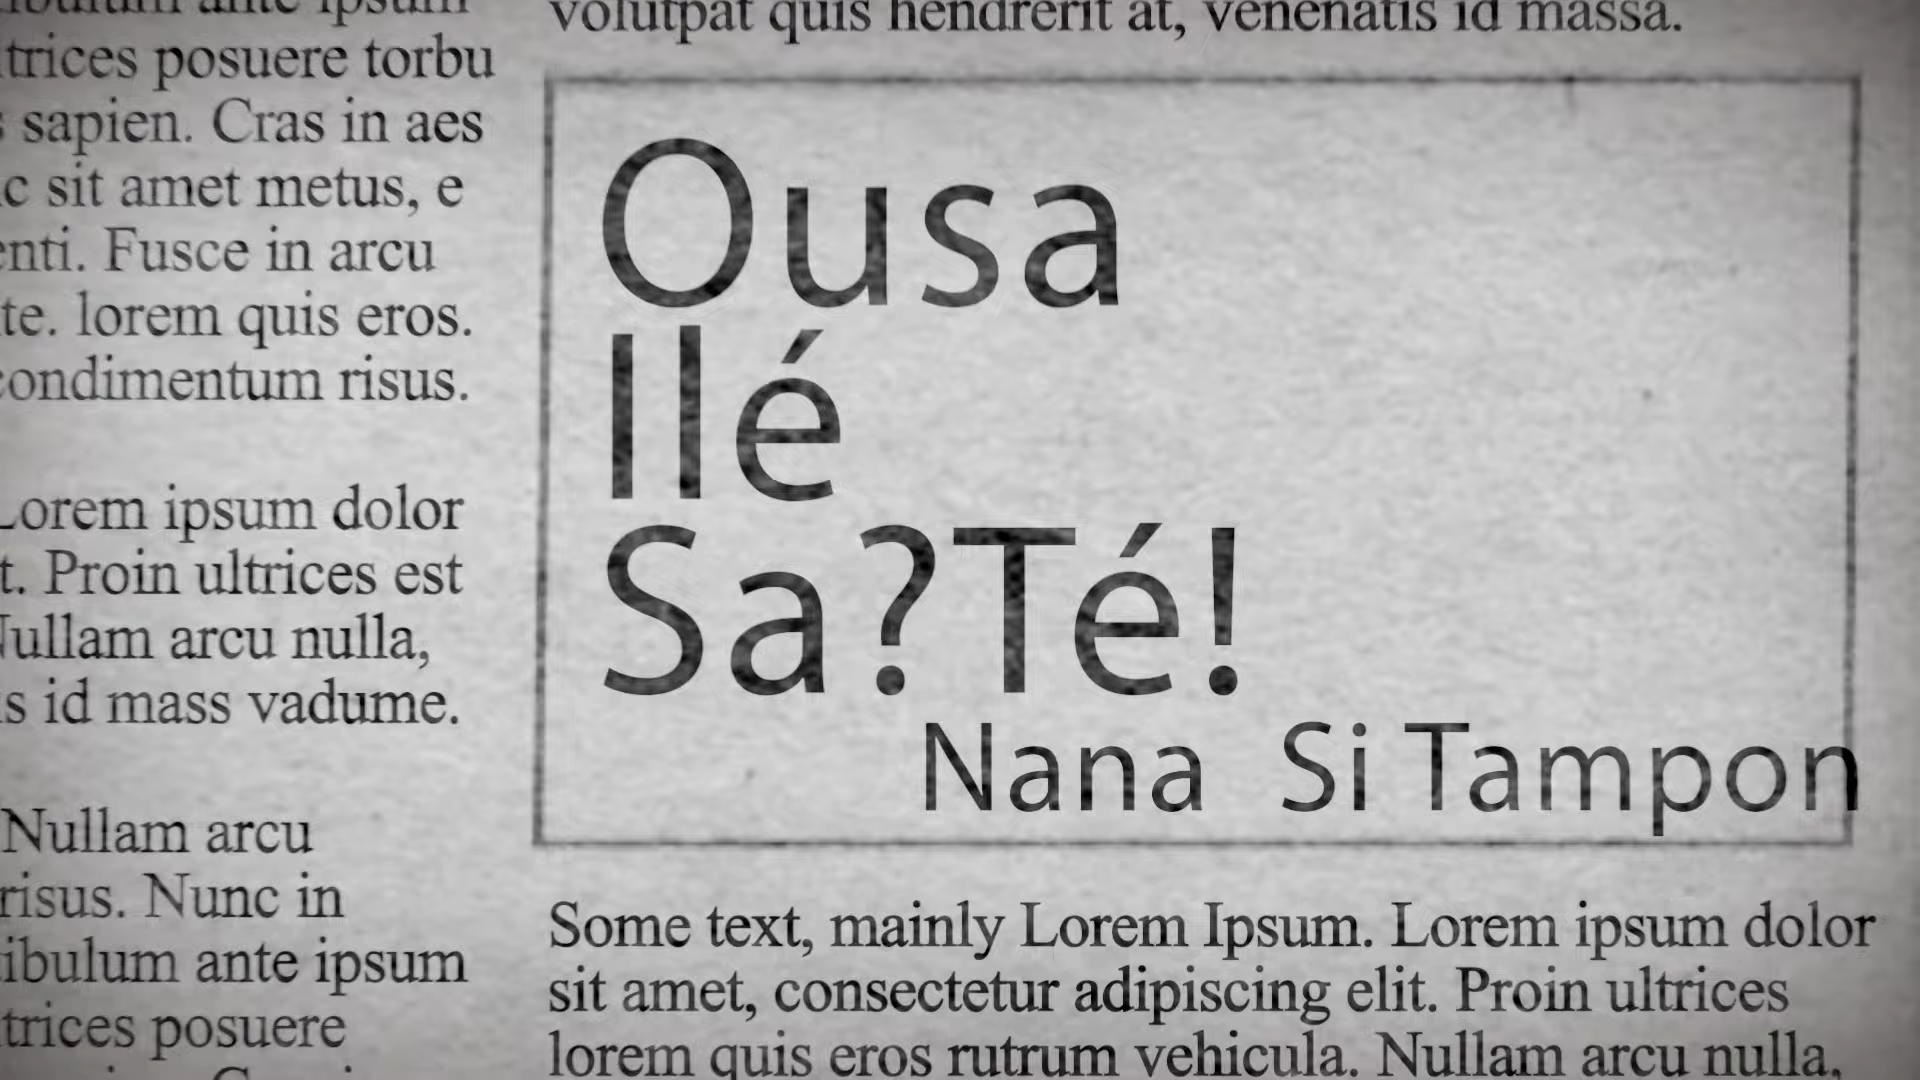 trices posuere torbu
sapien. Cras in aes
c sit amet metus, e
enti. Fusce in arcu
te. lorem quis eros.
condimentum risus.
Lorem ipsum dolor
t. Proin ultrices est
Nullam arcu nulla,
s id mass vadume.
Nullam arcu
risus. Nunc in
ibulum ante ipsum
trices posuere
volutpat quis hendrerit at, venenatis id massa.
Ousa
Ilé
Sa?Té!
Nana Si Tampon
Some text, mainly Lorem Ipsum. Lorem ipsum dolor
sit amet, consectetur adipiscing elit. Proin ultrices
lorem quis eros rutrum vehicula. Nullam arcu nulla,